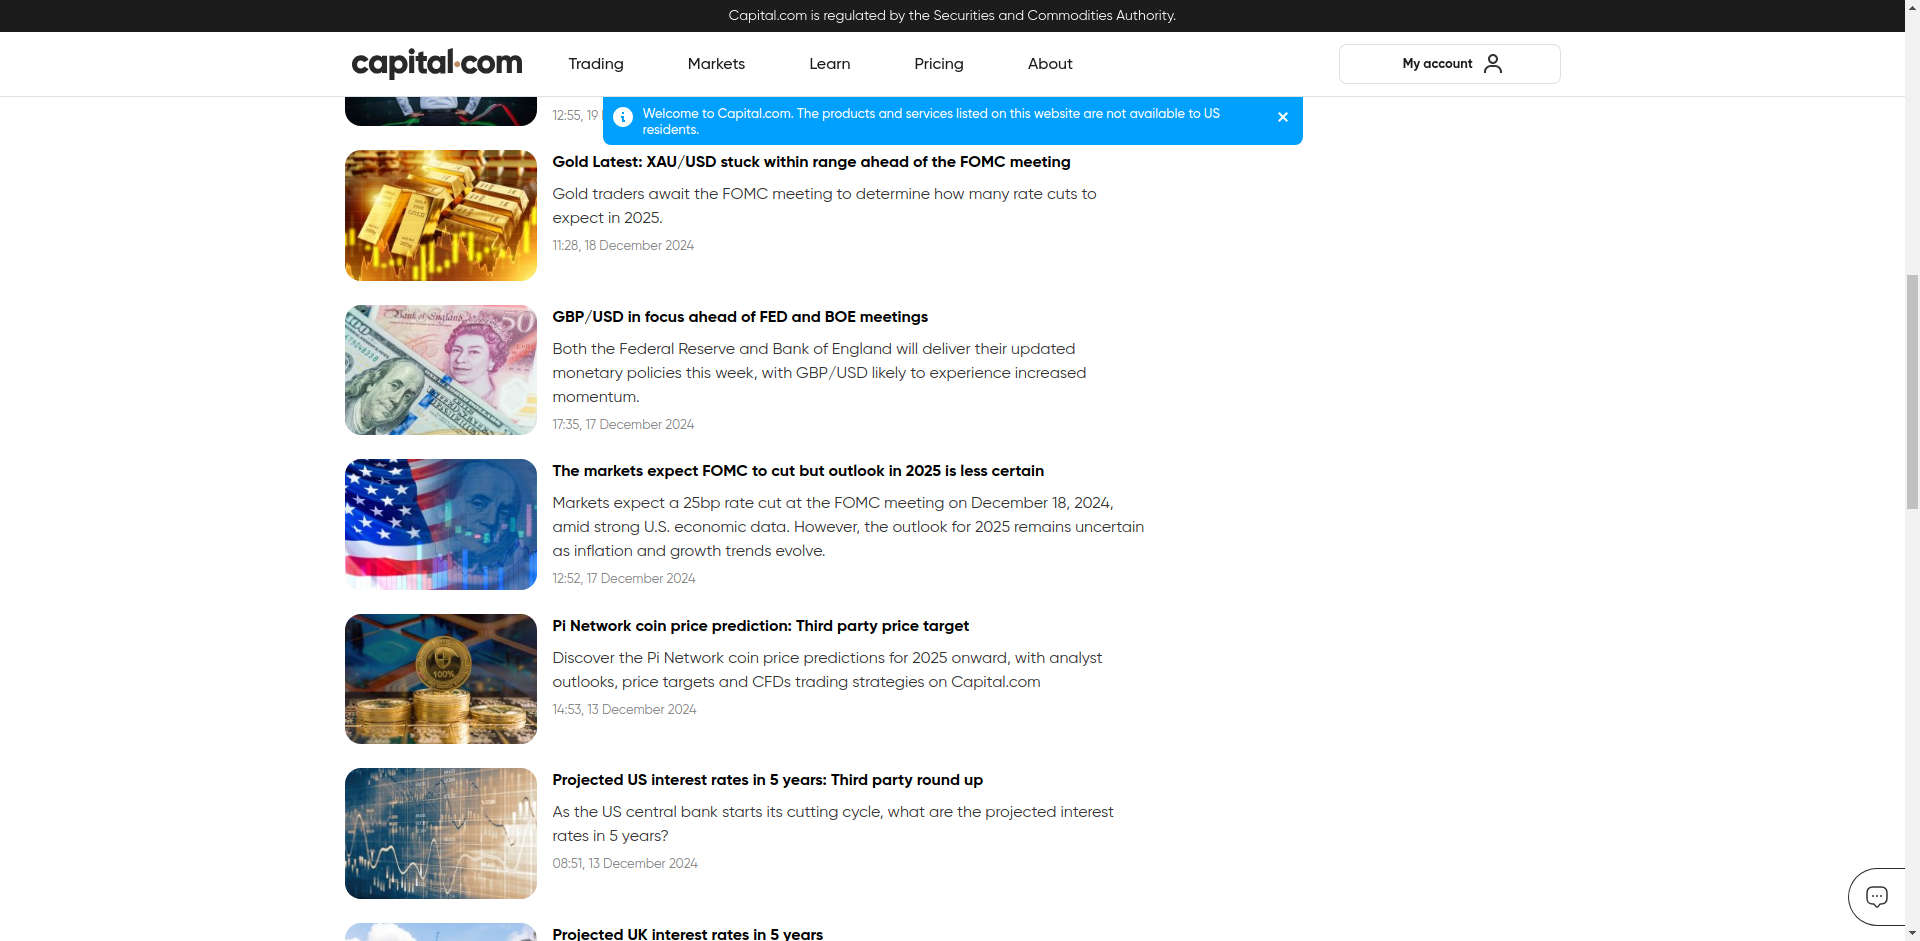 Capital.com is regulated by the Securities and Commodities Authority.
capital.com
Trading
Markets
Learn
Pricing
About
My account
Welcome to Capital.com. The products and services listed on this website are not available to US
residents.
12:55, 19
Gold Latest: XAU/USD stuck within range ahead of the FOMC meeting
Gold traders await the FOMC meeting to determine how many rate cuts to
expect in 2025.
11:28, 18 December 2024
GBP/USD in focus ahead of FED and BOE meetings
Both the Federal Reserve and Bank of England will deliver their updated
monetary policies this week, with GBP/USD likely to experience increased
momentum.
17:35, 17 December 2024
The markets expect FOMC to cut but outlook in 2025 is less certain
Markets expect a 25bp rate cut at the FOMC meeting on December 18, 2024,
amid strong U.S. economic data. However, the outlook for 2025 remains uncertain
as inflation and growth trends evolve.
12:52, 17 December 2024
100%
Pi Network coin price prediction: Third party price target
Discover the Pi Network coin price predictions for 2025 onward, with analyst
outlooks, price targets and CFDs trading strategies on Capital.com
14:53, 13 December 2024
Projected US interest rates in 5 years: Third party round up
As the US central bank starts its cutting cycle, what are the projected interest
rates in 5 years?
08:51, 13 December 2024
Projected UK interest rates in 5 years